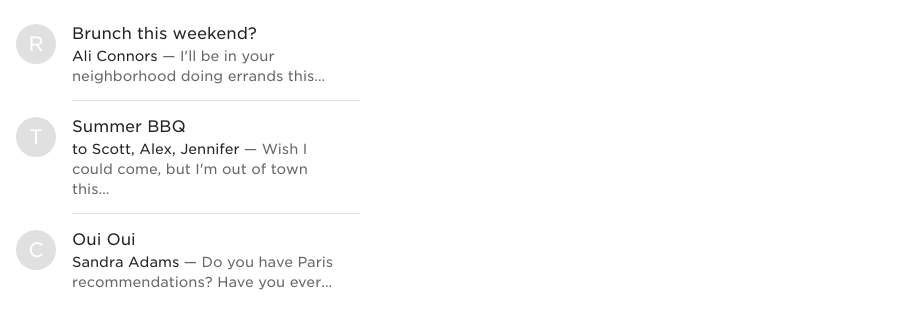 R
Brunch this weekend?
Ali Connors — I'll be in your
neighborhood doing errands this…
T
Summer BBQ
to Scott, Alex, Jennifer — Wish I
could come, but I'm out of town
this…
C
Oui Oui
Sandra Adams — Do you have Paris
recommendations? Have you ever…